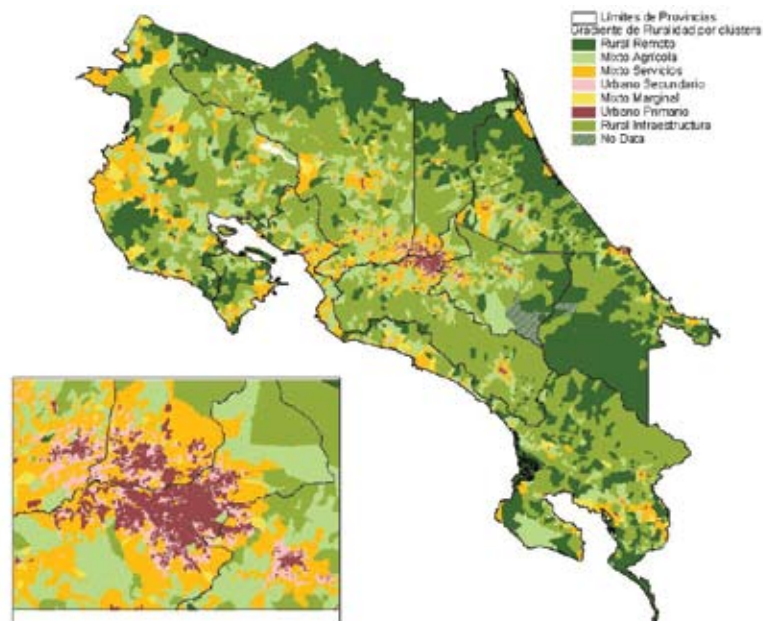 Límites de Provincias
Gradiente de Ruralidad por clústers
Rural Remoto
Mixto Agrícola
Mixto Servicios
Urbano Secundario
Mixto Marginal
Urbano Primario
Rural Infraestructura
No Data